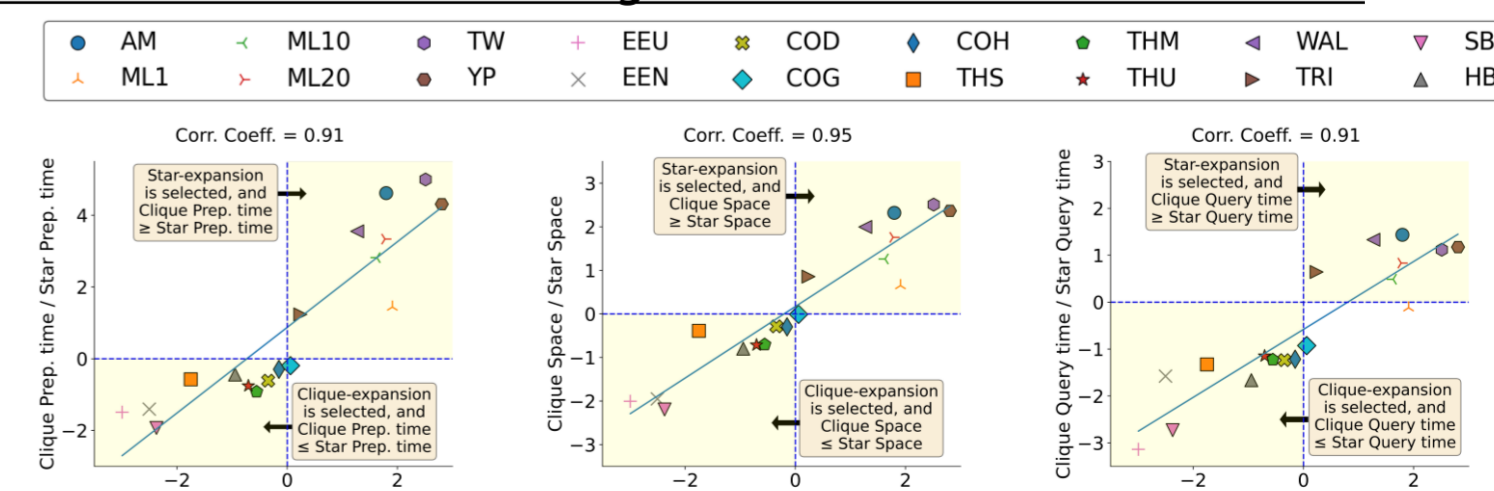 AM ML10 TW EEU COD COH THM WAL SB
ML1 ML20 YP EEN COG THS THU TRI HB
Corr. Coeff. = 0.91
Clique Prep. time / Star Prep. time
4
2
0
−2
Star-expansion
is selected, and
Clique Prep. time
≥ Star Prep. time
Clique-expansion
is selected, and
Clique Prep. time
≤ Star Prep. time
−2 0 2
Corr. Coeff. = 0.95
Clique Space / Star Space
3
2
1
0
−1
−2
−3
Star-expansion
is selected, and
Clique Space
≥ Star Space
Clique-expansion
is selected, and
Clique Space
≤ Star Space
−2 0 2
Corr. Coeff. = 0.91
Clique Query time / Star Query time
3
2
1
0
−1
−2
−3
Star-expansion
is selected, and
Clique Query time
≥ Star Query time
Clique-expansion
is selected, and
Clique Query time
≤ Star Query time
−2 0 2